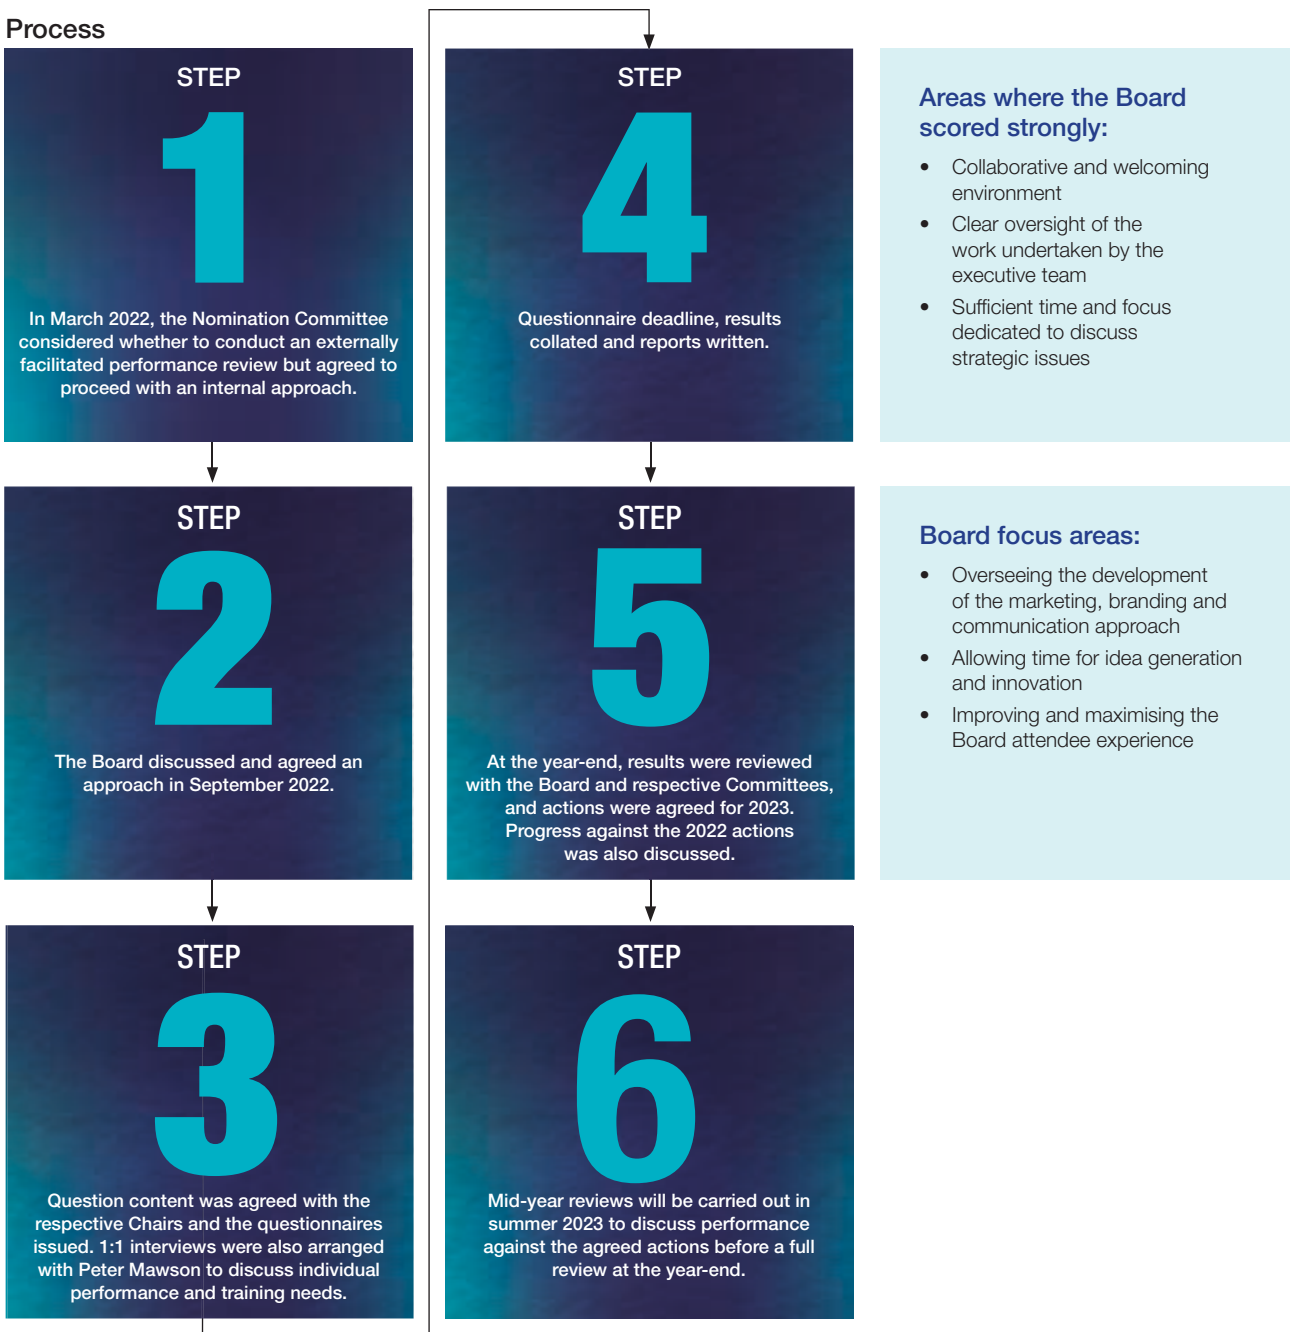 Process
STEP
1
In March 2022, the Nomination Committee
considered whether to conduct an externally
facilitated performance review but agreed to
proceed with an internal approach.
STEP
2
The Board discussed and agreed an
approach in September 2022.
STEP
3
Question content was agreed with the
respective Chairs and the questionnaires
issued. 1:1 interviews were also arranged
with Peter Mawson to discuss individual
performance and training needs.
STEP
4
Questionnaire deadline, results
collated and reports written.
STEP
5
At the year-end, results were reviewed
with the Board and respective Committees,
and actions were agreed for 2023.
Progress against the 2022 actions
was also discussed.
STEP
6
Mid-year reviews will be carried out in
summer 2023 to discuss performance
against the agreed actions before a full
review at the year-end.
Areas where the Board
scored strongly:
• Collaborative and welcoming
environment
• Clear oversight of the
work undertaken by the
executive team
• Sufficient time and focus
dedicated to discuss
strategic issues
Board focus areas:
• Overseeing the development
of the marketing, branding and
communication approach
• Allowing time for idea generation
and innovation
• Improving and maximising the
Board attendee experience